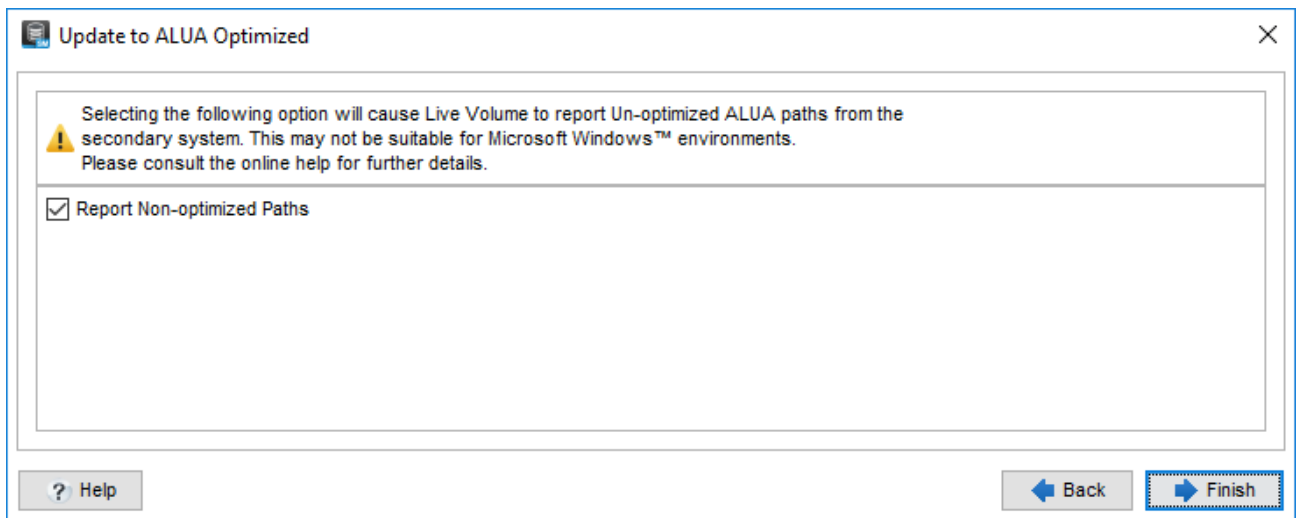 Update to ALUA Optimized
Selecting the following option will cause Live Volume to report Un-optimized ALUA paths from the
secondary system. This may not be suitable for Microsoft Windows™ environments.
Please consult the online help for further details.
Report Non-optimized Paths
Help
Back
Finish